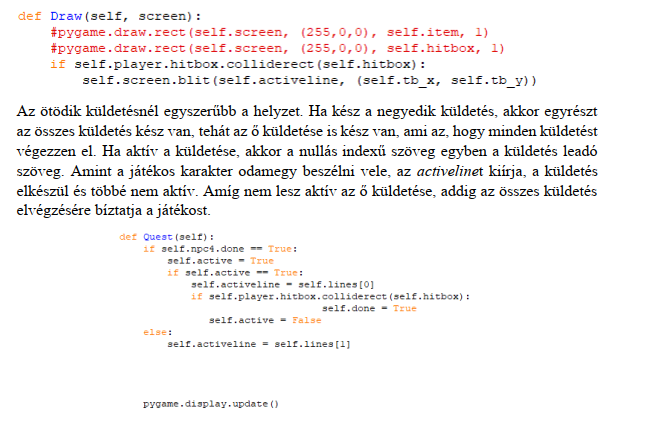 def Draw(self, screen):
    #pygame.draw.rect(self.screen, (255,0,0), self.item, 1)
    #pygame.draw.rect(self.screen, (255,0,0), self.hitbox, 1)
    if self.player.hitbox.colliderect(self.hitbox):
        self.screen.blit(self.activeline, (self.tb_x, self.tb_y))
Az ötödik küldetésnél egyszerűbb a helyzet. Ha kész a negyedik küldetés, akkor egyrészt
az összes küldetés kész van, tehát az ő küldetése is kész van, ami az, hogy minden küldetést
végezzen el. Ha aktív a küldetése, akkor a nullás indexű szöveg egyben a küldetés leadó
szöveg. Amint a játékos karakter odamegy beszélni vele, az activelinet kiírja, a küldetés
elkészül és többé nem aktív. Amíg nem lesz aktív az ő küldetése, addig az összes küldetés
elvégzésére bíztatja a játékost.
def Quest(self):
    if self.npc4.done == True:
        self.active = True
        if self.active == True:
            self.activeline = self.lines[0]
            if self.player.hitbox.colliderect(self.hitbox):
                                  self.done = True
               self.active = False
    else:
        self.activeline = self.lines[1]
    pygame.display.update()